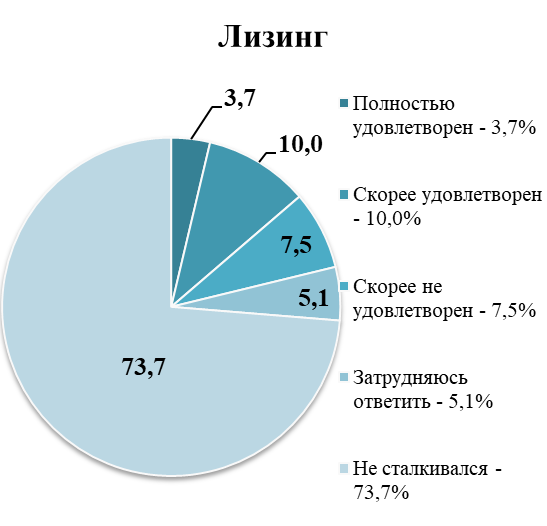 Лизинг
3,7
10,0
7,5
5,1
73,7
Полностью
удовлетворен - 3,7%
Скорее удовлетворен
- 10,0%
Скорее не
удовлетворен - 7,5%
Затрудняюсь
ответить - 5,1%
Не сталкивался -
73,7%